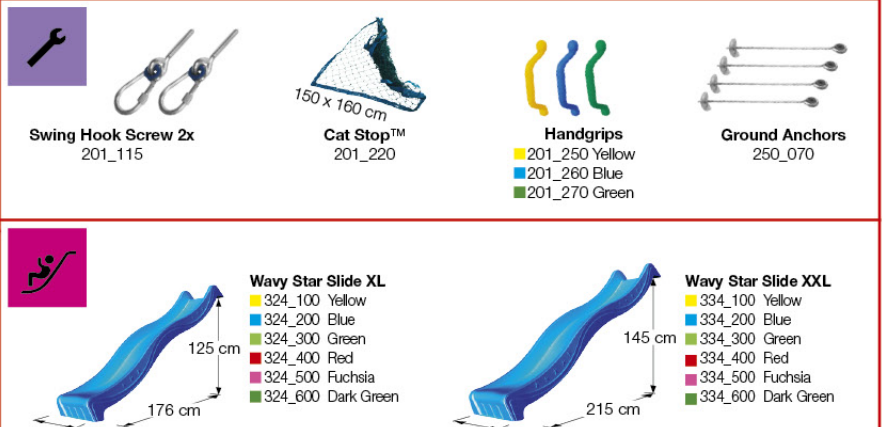 150 x 160 cm
Swing Hook Screw 2x
201_115
Cat Stop™
201_220
Handgrips
201_250 Yellow
201_260 Blue
201_270 Green
Ground Anchors
250_070
Wavy Star Slide XL
324_100 Yellow
324_200 Blue
324_300 Green
324_400 Red
324_500 Fuchsia
324_600 Dark Green
125 cm
176 cm
Wavy Star Slide XXL
334_100 Yellow
334_200 Blue
334_300 Green
334_400 Red
334_500 Fuchsia
334_600 Dark Green
145 cm
215 cm